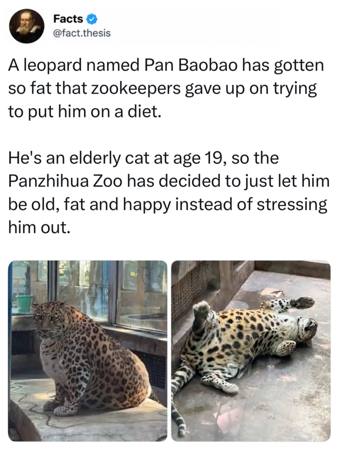 Facts
@fact.thesis
A leopard named Pan Baobao has gotten
so fat that zookeepers gave up on trying
to put him on a diet.
He's an elderly cat at age 19, so the
Panzhihua Zoo has decided to just let him
be old, fat and happy instead of stressing
him out.